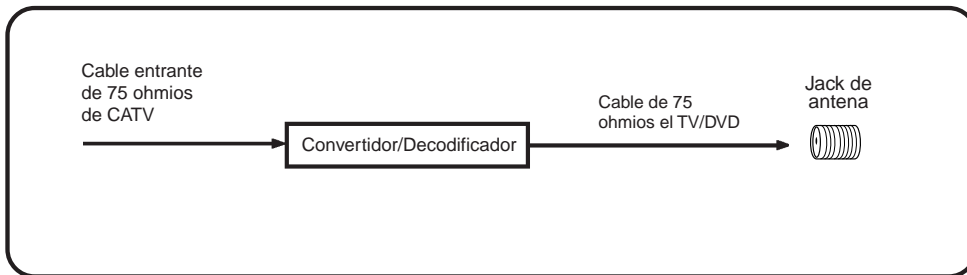 Cable entrante
de 75 ohmios
de CATV
Convertidor/Decodificador
Cable de 75
ohmios el TV/DVD
Jack de
antena